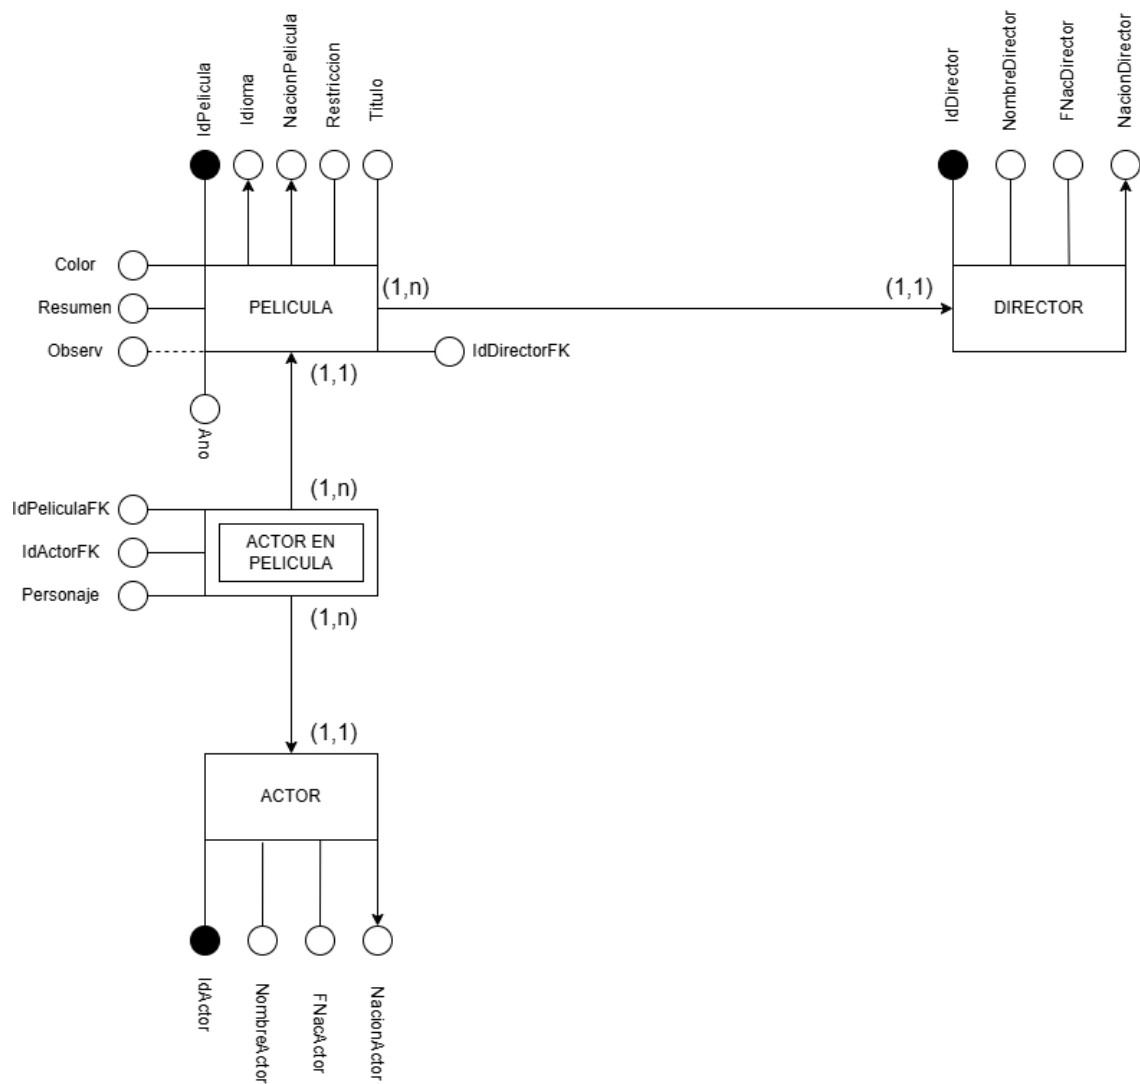 IdPelicula
Idioma
NacionPelicula
Restriccion
Titulo
IdDirector
NombreDirector
FNacDirector
NacionDirector
Color
Resumen
Observ
PELICULA
(1,n)
(1,1)
DIRECTOR
IdDirectorFK
(1,1)
Ano
(1,n)
IdPeliculaFK
IdActorFK
Personaje
ACTOR EN
PELICULA
(1,n)
(1,1)
ACTOR
IdActor
NombreActor
FNacActor
NacionActor